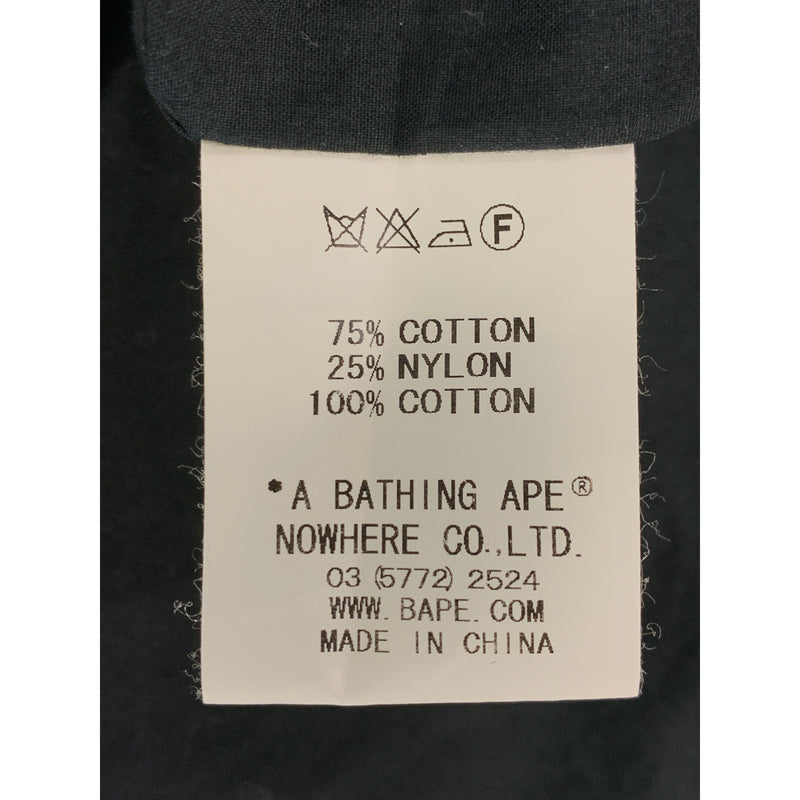 F
75% COTTON
25% NYLON
100% COTTON
*A BATHING APE®
NOWHERE CO.,LTD.
03 (5772) 2524
WWW. BAPE. COM
MADE IN CHINA